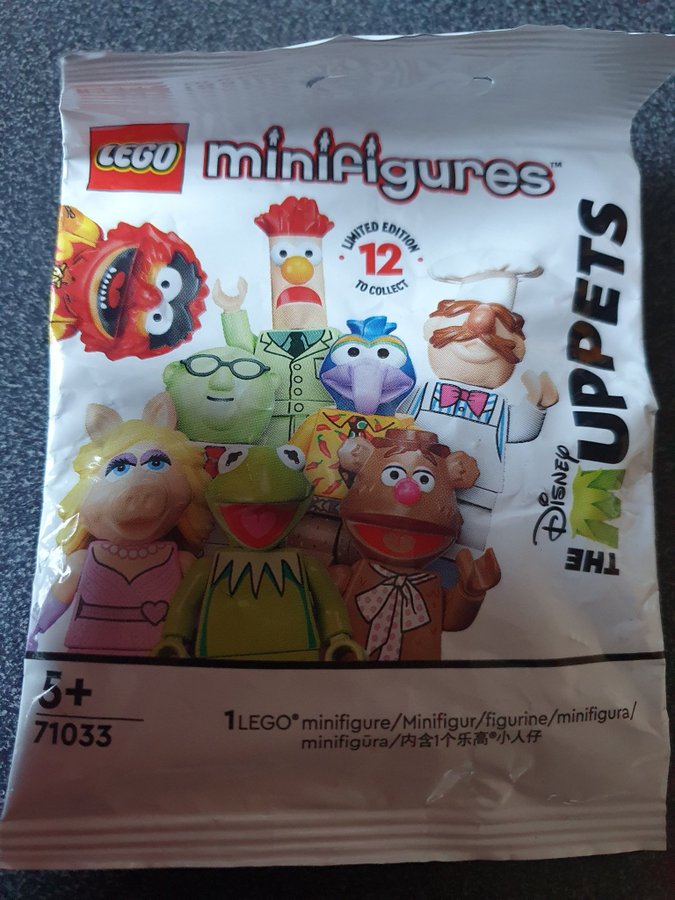 LEGO minifigures™
LIMITED EDITION
12
TO COLLECT
DISNEY
THE MUPPETS
5+
71033
1 LEGO® minifigure/Minifigur/figurine/minifigura/
minifigūra/内含1个乐高®小人仔